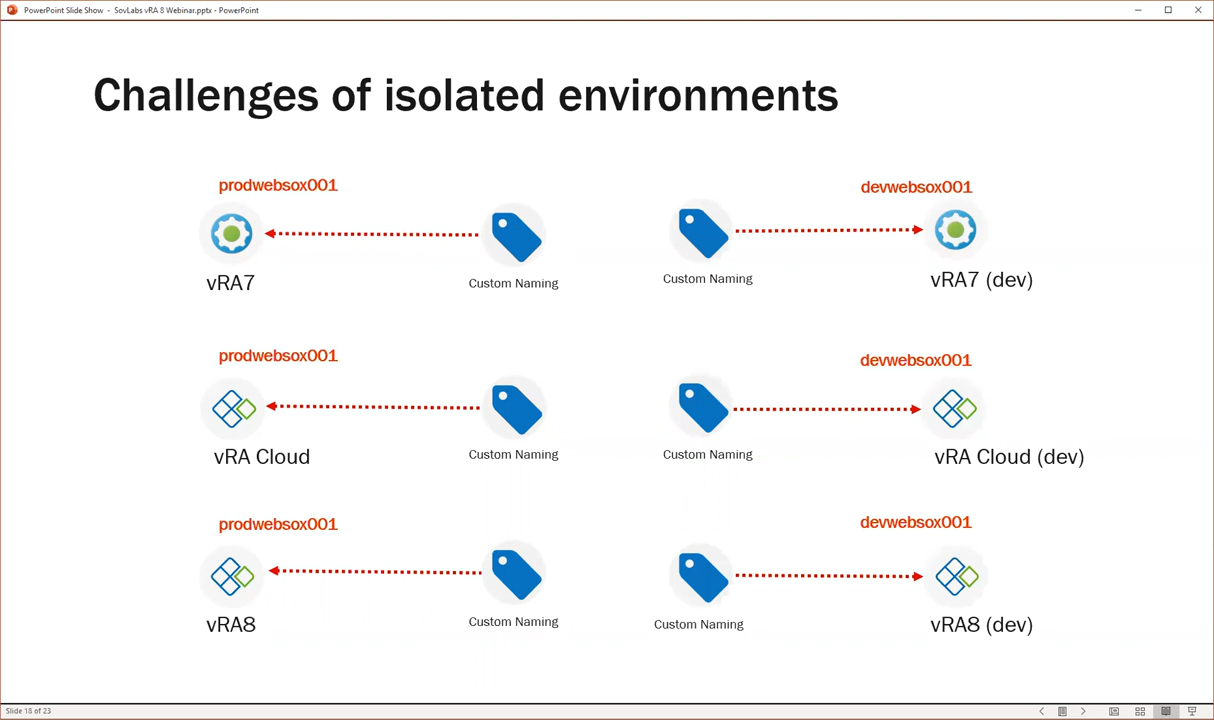 PowerPoint Slide Show - SovLabs vRA 8 Webinar.pptx - PowerPoint
Challenges of isolated environments
prodwebsox001
devwebsox001
Custom Naming
Custom Naming
vRA7
vRA7 (dev)
prodwebsox001
devwebsox001
Custom Naming
Custom Naming
vRA Cloud
vRA Cloud (dev)
prodwebsox001
devwebsox001
Custom Naming
Custom Naming
vRA8
vRA8 (dev)
Slide 18 of 23